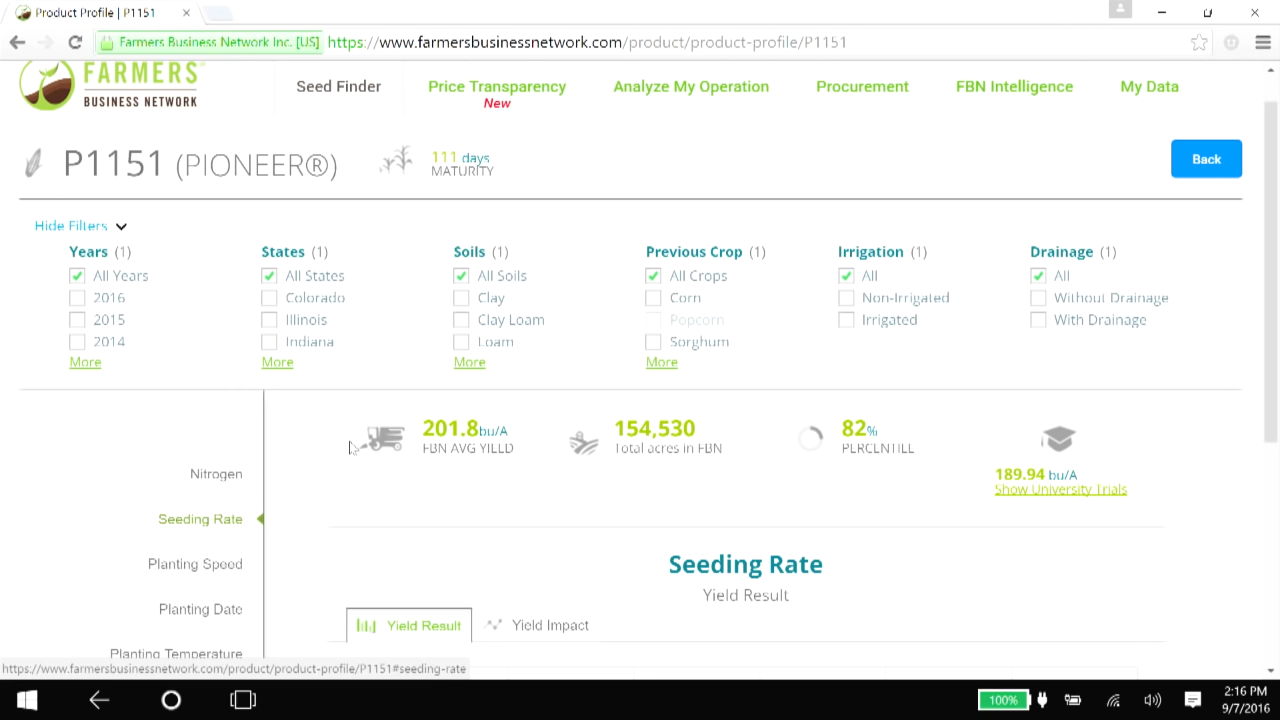 Product Profile | P1151
Farmers Business Network Inc. [US] https://www.farmersbusinessnetwork.com/product/product-profile/P1151
FARMERS®
BUSINESS NETWORK
Seed Finder
Price Transparency
New
Analyze My Operation
Procurement
FBN Intelligence
My Data
P1151 (PIONEER®)
111 days
MATURITY
Back
Hide Filters
Years (1)
All Years
2016
2015
2014
More
States (1)
All States
Colorado
Illinois
Indiana
More
Soils (1)
All Soils
Clay
Clay Loam
Loam
More
Previous Crop (1)
All Crops
Corn
Popcorn
Sorghum
More
Irrigation (1)
All
Non-Irrigated
Irrigated
Drainage (1)
All
Without Drainage
With Drainage
201.8bu/A
FBN AVG YIELD
154,530
Total acres in FBN
82%
PERCENTILE
189.94 bu/A
Show University Trials
Nitrogen
Seeding Rate
Planting Speed
Planting Date
Planting Temperature
Seeding Rate
Yield Result
Yield Result
Yield Impact
https://www.farmersbusinessnetwork.com/product/product-profile/P1151#seeding-rate
100%
2:16 PM
9/7/2016